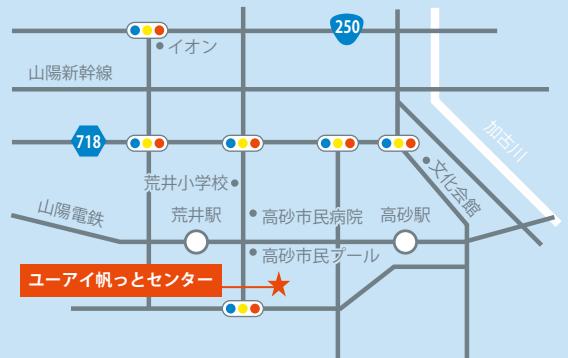 250
イオン
山陽新幹線
718
加古川
文化会館
荒井小学校
山陽電鉄
荒井駅
高砂市民病院
高砂駅
高砂市民プール
ユーアイ帆っとセンター